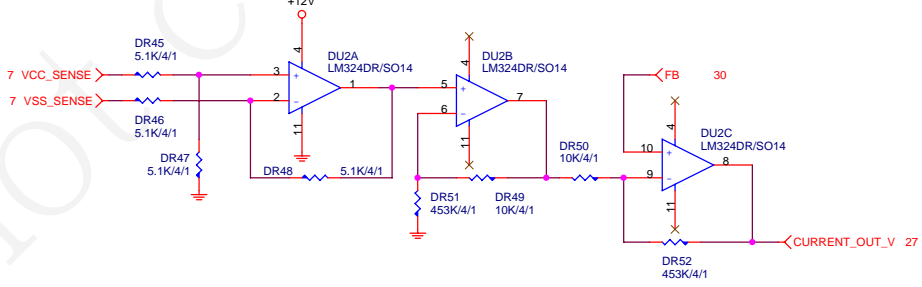 +12V
DR45
5.1K/4/1
7 VCC_SENSE
7 VSS_SENSE
DR46
5.1K/4/1
DR47
5.1K/4/1
3
2
4
11
1
DU2A
LM324DR/SO14
DR48
5.1K/4/1
DU2B
LM324DR/SO14
5
6
4
11
7
DR51
453K/4/1
DR49
10K/4/1
DR50
10K/4/1
FB 30
DU2C
LM324DR/SO14
10
9
4
11
8
DR52
453K/4/1
CURRENT_OUT_V 27